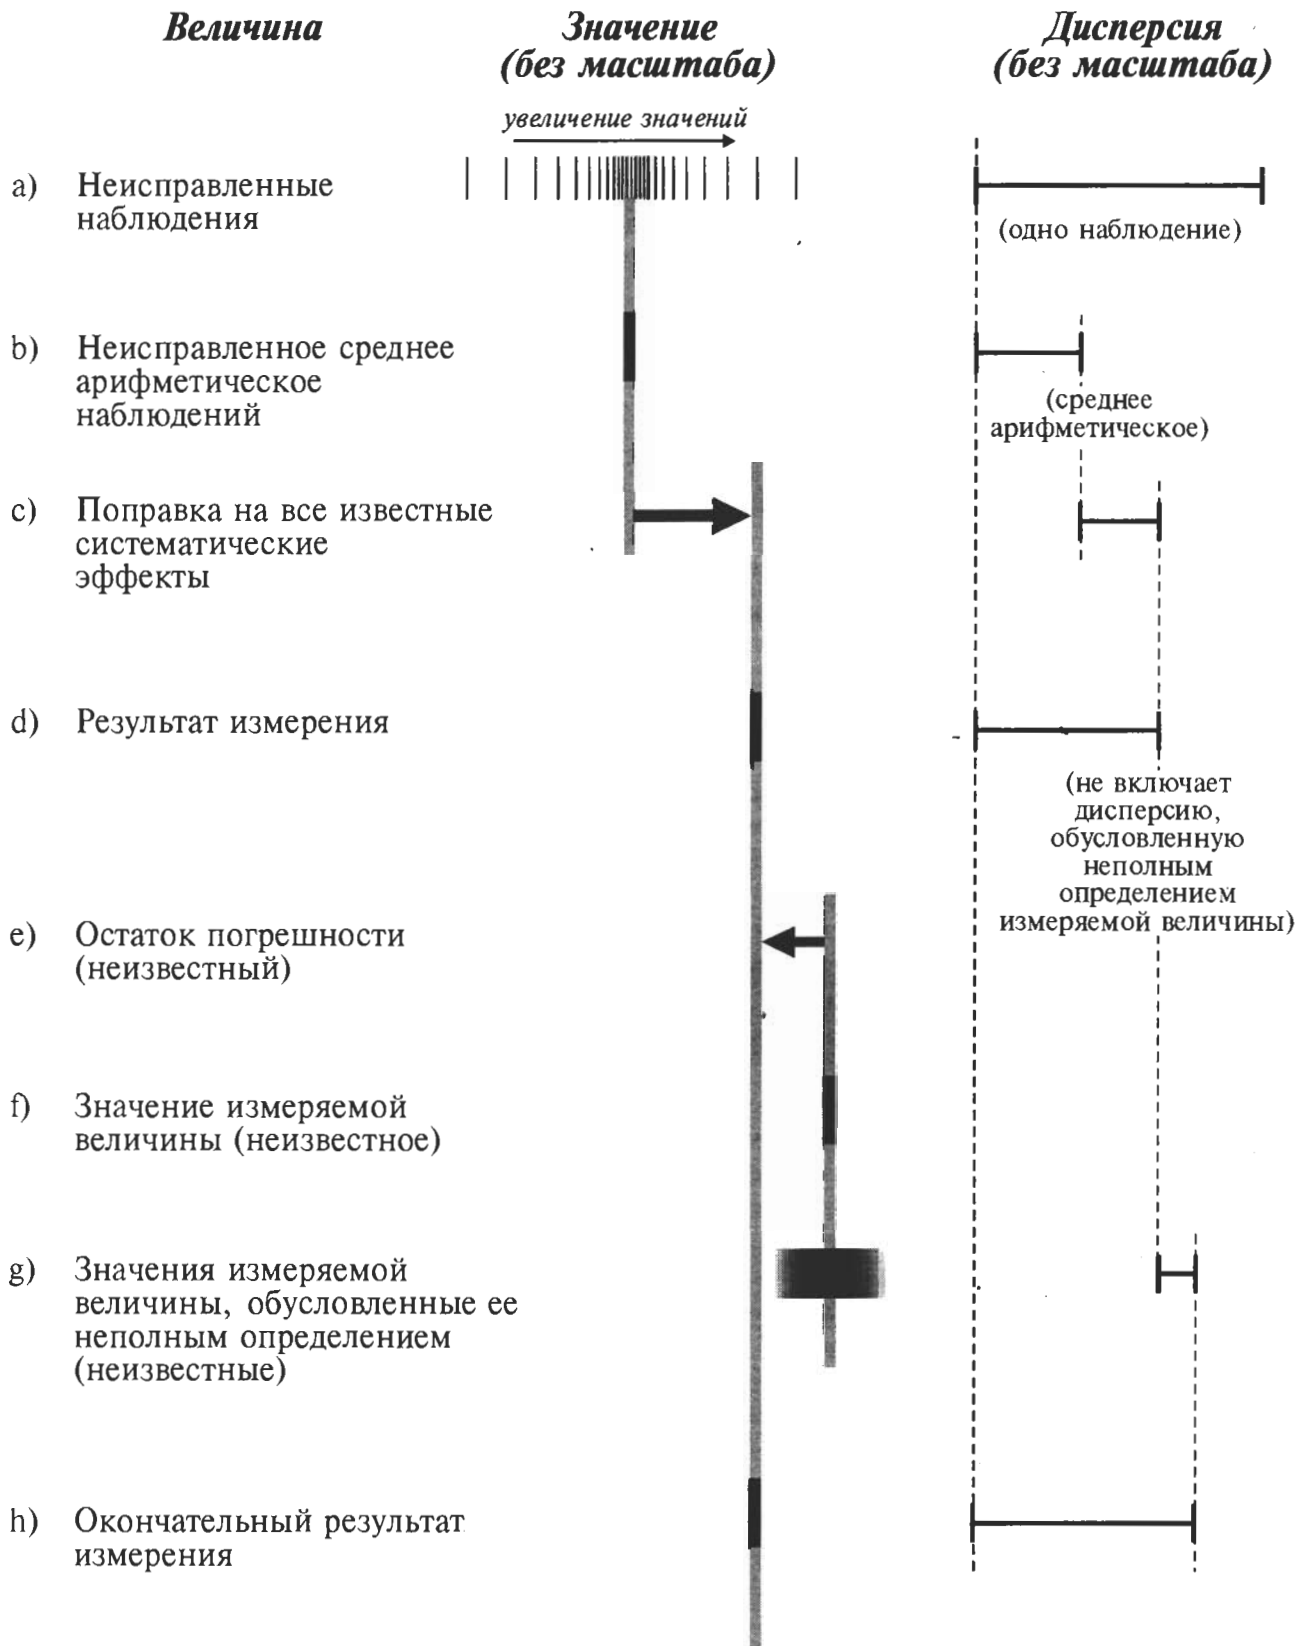 Величина
Значение
(без масштаба)
Дисперсия
(без масштаба)
увеличение значений
a) Неисправленные
наблюдения
(одно наблюдение)
b) Неисправленное среднее
арифметическое
наблюдений
(среднее
арифметическое)
c) Поправка на все известные
систематические
эффекты
d) Результат измерения
(не включает
дисперсию,
обусловленную
неполным
определением
измеряемой величины)
e) Остаток погрешности
(неизвестный)
f) Значение измеряемой
величины (неизвестное)
g) Значения измеряемой
величины, обусловленные ее
неполным определением
(неизвестные)
h) Окончательный результат
измерения